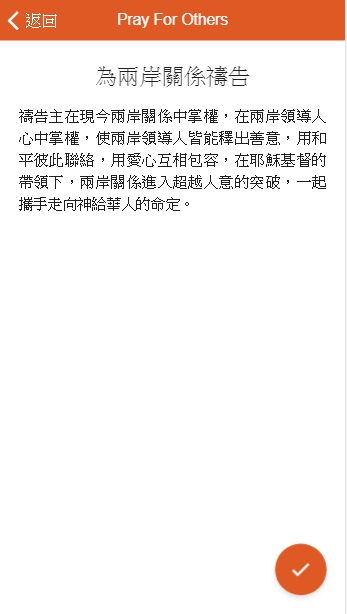 返回
Pray For Others
為兩岸關係禱告
禱告主在現今兩岸關係中掌權，在兩岸領導人
心中掌權，使兩岸領導人皆能釋出善意，用和
平彼此聯絡，用愛心互相包容，在耶穌基督的
帶領下，兩岸關係進入超越人意的突破，一起
攜手走向神給華人的命定。